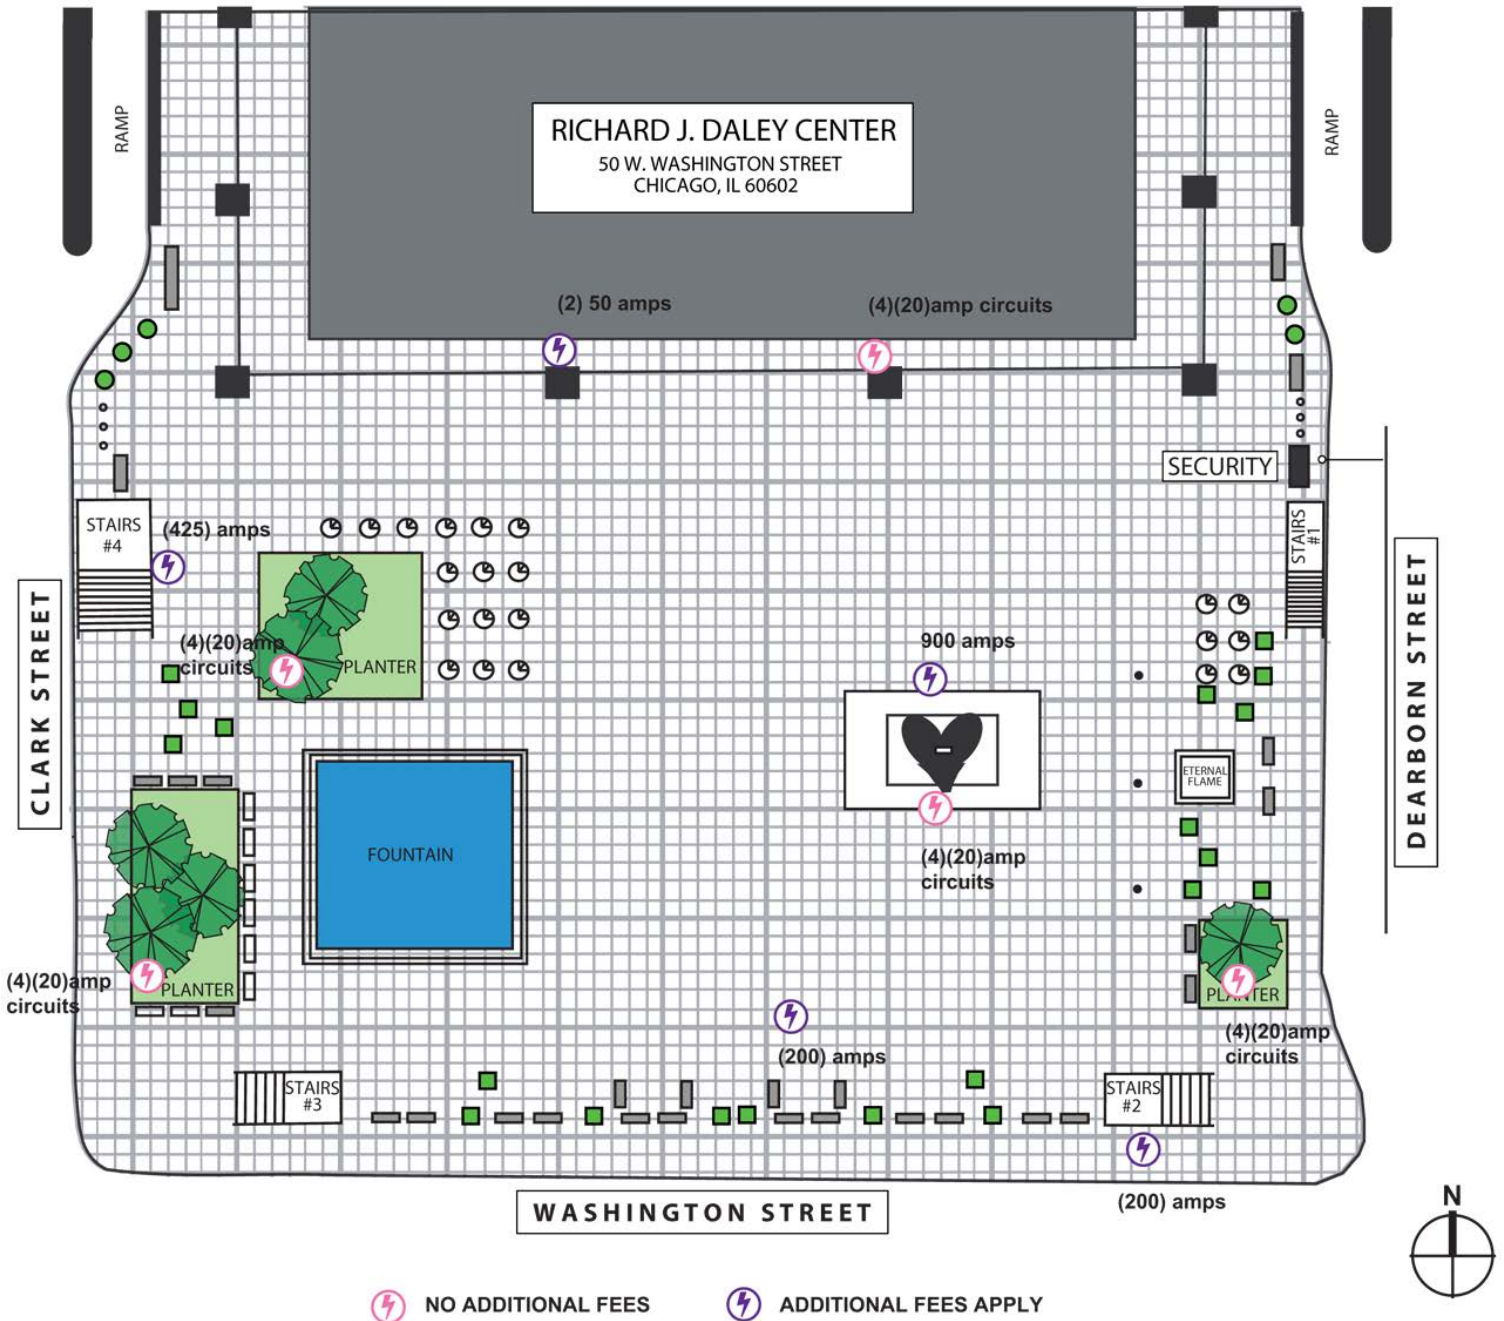 RAMP
RICHARD J. DALEY CENTER
50 W. WASHINGTON STREET
CHICAGO, IL 60602
RAMP
(2) 50 amps
(4)(20)amp circuits
SECURITY
STAIRS
#4
(425) amps
STAIRS
#1
CLARK STREET
(4)(20)amp
circuits
PLANTER
900 amps
DEARBORN STREET
ETERNAL
FLAME
FOUNTAIN
(4)(20)amp
circuits
(4)(20)amp
circuits
PLANTER
PLANTER
(4)(20)amp
circuits
(200) amps
STAIRS
#3
STAIRS
#2
(200) amps
WASHINGTON STREET
N
NO ADDITIONAL FEES
ADDITIONAL FEES APPLY